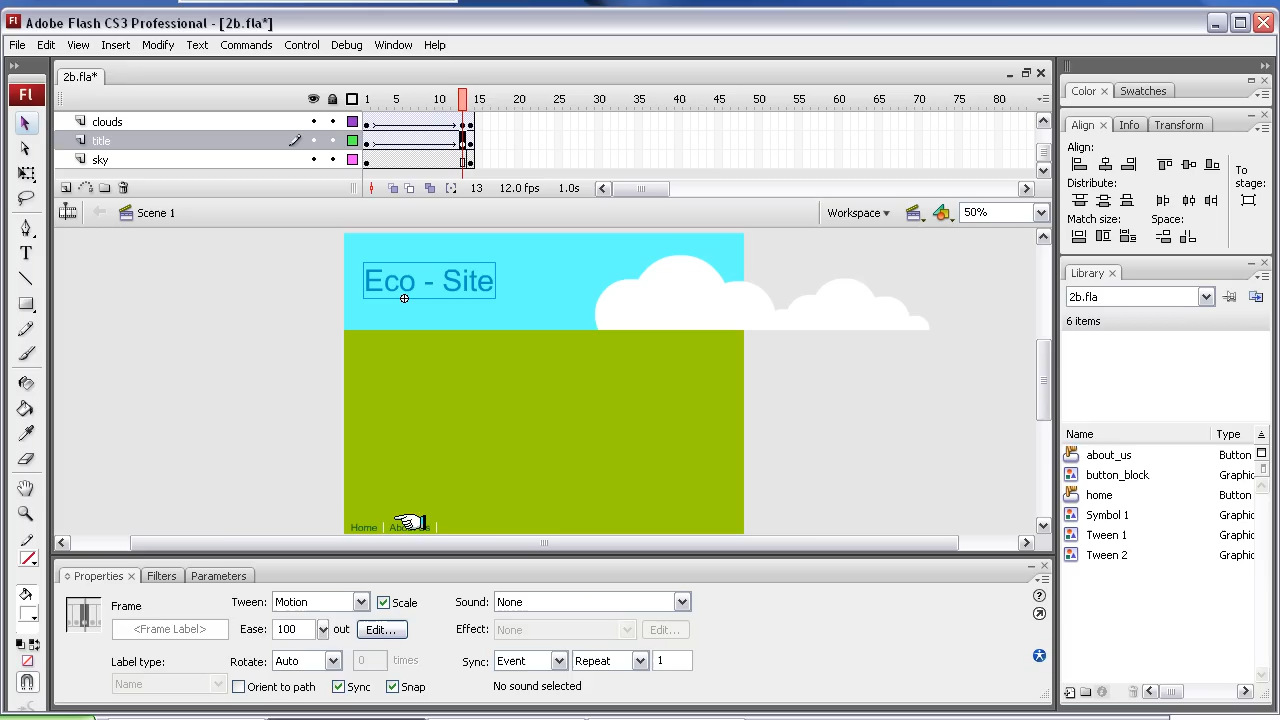 Adobe Flash CS3 Professional - [2b.fla*]
File Edit View Insert Modify Text Commands Control Debug Window Help
2b.fla*
Fl
1 5 10 15 20 25 30 35 40 45 50 55 60 65 70 75 80
clouds
title
sky
13 12.0 fps 1.0s
Scene 1
Workspace
50%
Eco - Site
Home
Properties Filters Parameters
Frame
<Frame Label>
Label type:
Name
Tween: Motion Scale
Ease: 100 out Edit...
Rotate: Auto 0 times
Orient to path Sync Snap
Sound: None
Effect: None Edit...
Sync: Event Repeat 1
No sound selected
Color Swatches
Align Info Transform
Align:
Distribute:
Match size: Space:
To stage:
Library
2b.fla
6 items
Name Type
about_us Button
button_block Graphic
home Button
Symbol 1 Graphic
Tween 1 Graphic
Tween 2 Graphic